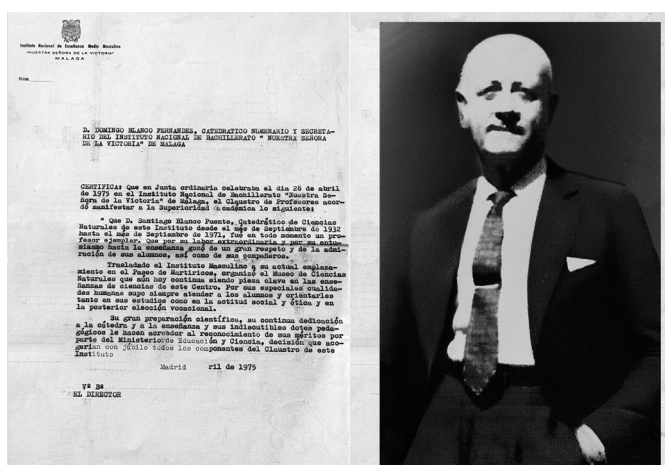 Instituto Nacional de Enseñanza Media Masculino
"NUESTRA SEÑORA DE LA VICTORIA"
MALAGA
Núm.
D. DOMINGO BLANCO FERNANDEZ, CATEDRATICO NUMERARIO Y SECRETA-
RIO DEL INSTITUTO NACIONAL DE BACHILLERATO " NUESTRA SEÑORA
DE LA VICTORIA" DE MALAGA
CERTIFICA: Que en Junta ordinaria celebraba el dia 26 de abril
de 1975 en el Instituto Nacional de Bachillerato "Nuestra Se-
ñora de la Victoria" de Málaga, el Claustro de Profesores acor-
dó manifestar a la Superioridad académica lo siguiente:
" Que D. Santiago Blanco Puente, Catedrático de Ciencias
Naturales de este Instituto desde el mes de Septiembre de 1932
hasta el mes de Septiembre de 1971, fué en todo momento un pro-
fesor ejemplar. Que por su labor extraordinaria y por su entu-
siasmo hacia la enseñanza gozó de un gran respeto y de la admi-
ración de sus alumnos, así como de sus compañeros.
Trasladado el Instituto Masculino a su actual emplaza-
miento en el Paseo de Martiricos, organizó el Museo de Ciencias
Naturales que aún hoy continua siendo pieza clave en las ense-
ñanzas de ciencias de este Centro. Por sus especiales cualida-
des humanas supo siempre atender a los alumnos y orientarles
tanto en sus estudios como en la actitud social y ética y en
la posterior elección vocacional.
Su gran preparación científica, su continua dedicación
a la cátedra y a la enseñanza y sus indiscutibles dotes peda-
gógicos le hacen acreedor al reconocimiento de sus méritos por
parte del Ministerio de Educación y Ciencia, decisión que aco-
gerían con júbilo todos los componentes del Claustro de este
Instituto
Madrid ril de 1975
Vº Bº
EL DIRECTOR